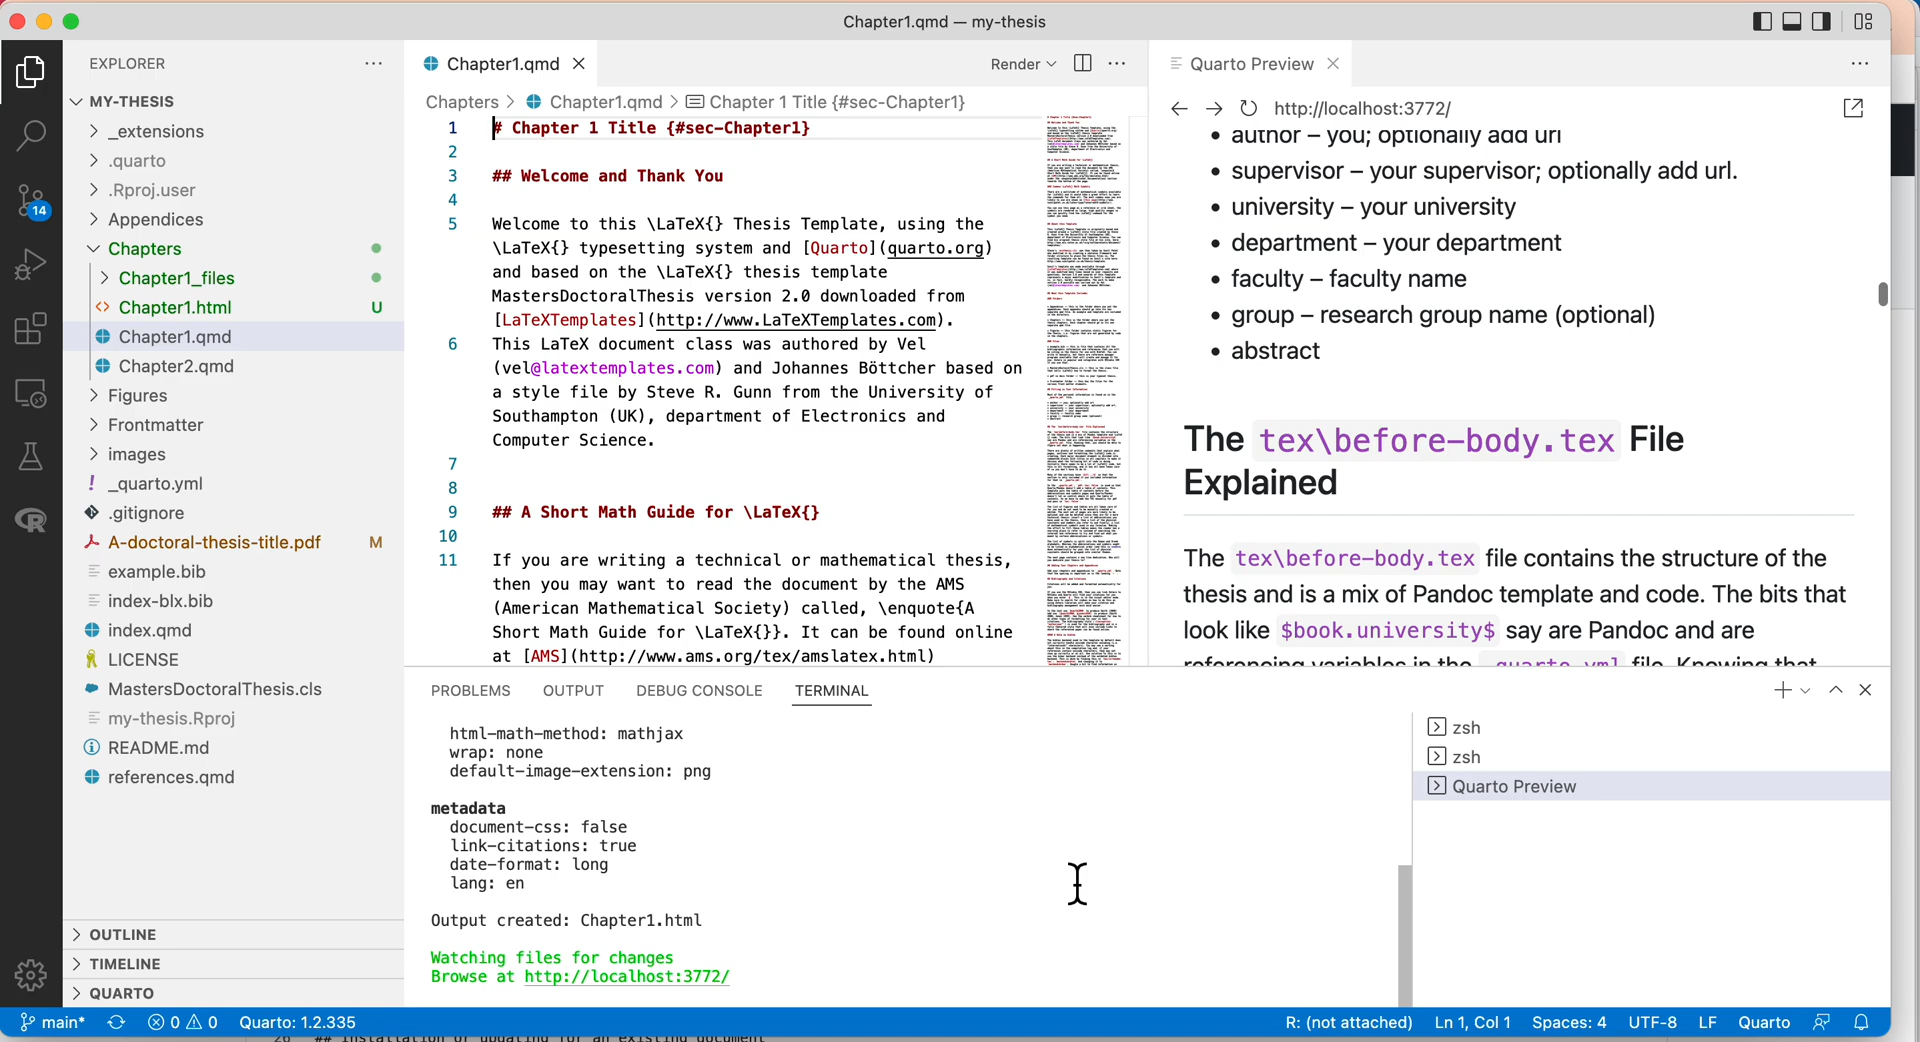 Chapter1.qmd — my-thesis
EXPLORER
MY-THESIS
_extensions
.quarto
.Rproj.user
Appendices
Chapters
Chapter1_files
Chapter1.html U
Chapter1.qmd
Chapter2.qmd
Figures
Frontmatter
images
_quarto.yml
.gitignore
A-doctoral-thesis-title.pdf M
example.bib
index-blx.bib
index.qmd
LICENSE
MastersDoctoralThesis.cls
my-thesis.Rproj
README.md
references.qmd
OUTLINE
TIMELINE
QUARTO
14
Chapter1.qmd
Render
Chapters > Chapter1.qmd > Chapter 1 Title {#sec-Chapter1}
1 # Chapter 1 Title {#sec-Chapter1}
2
3 ## Welcome and Thank You
4
5 Welcome to this \LaTeX{} Thesis Template, using the
\LaTeX{} typesetting system and [Quarto](quarto.org)
and based on the \LaTeX{} thesis template
MastersDoctoralThesis version 2.0 downloaded from
[LaTeXTemplates](http://www.LaTeXTemplates.com).
6 This LaTeX document class was authored by Vel
(vel@latextemplates.com) and Johannes Böttcher based on
a style file by Steve R. Gunn from the University of
Southampton (UK), department of Electronics and
Computer Science.
7
8
9 ## A Short Math Guide for \LaTeX{}
10
11 If you are writing a technical or mathematical thesis,
then you may want to read the document by the AMS
(American Mathematical Society) called, \enquote{A
Short Math Guide for \LaTeX{}}. It can be found online
at [AMS](http://www.ams.org/tex/amslatex.html)
Quarto Preview
http://localhost:3772/
• author – you; optionally add url
• supervisor – your supervisor; optionally add url.
• university – your university
• department – your department
• faculty – faculty name
• group – research group name (optional)
• abstract
The tex\before-body.tex File
Explained
The tex\before-body.tex file contains the structure of the
thesis and is a mix of Pandoc template and code. The bits that
look like $book.university$ say are Pandoc and are
referencing variables in the _quarto.yml file. Knowing that
PROBLEMS OUTPUT DEBUG CONSOLE TERMINAL
html-math-method: mathjax
wrap: none
default-image-extension: png
metadata
document-css: false
link-citations: true
date-format: long
lang: en
Output created: Chapter1.html
Watching files for changes
Browse at http://localhost:3772/
zsh
zsh
Quarto Preview
main* 0 0 Quarto: 1.2.335
R: (not attached) Ln 1, Col 1 Spaces: 4 UTF-8 LF Quarto